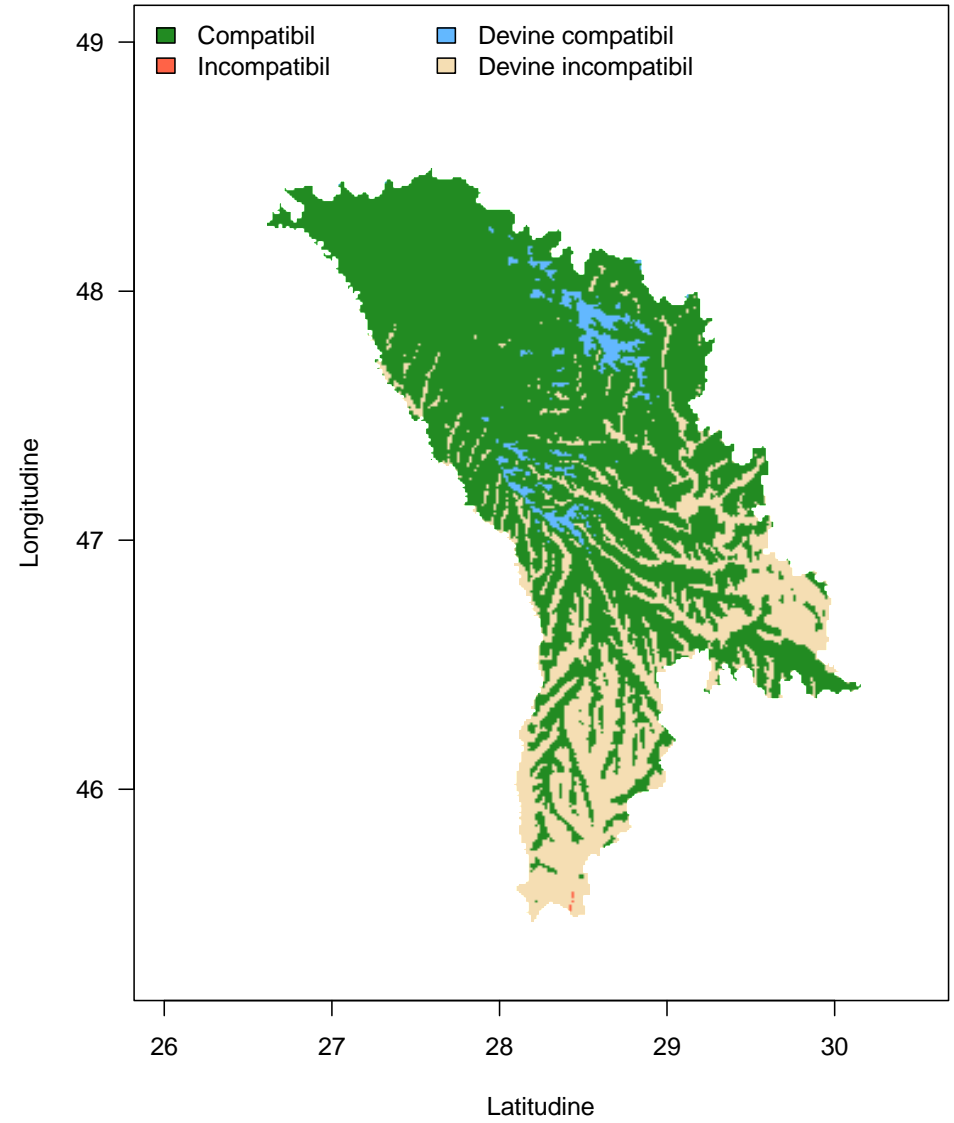 Compatibil
Incompatibil
Devine compatibil
Devine incompatibil
49
48
47
46
Longitudine
26 27 28 29 30
Latitudine